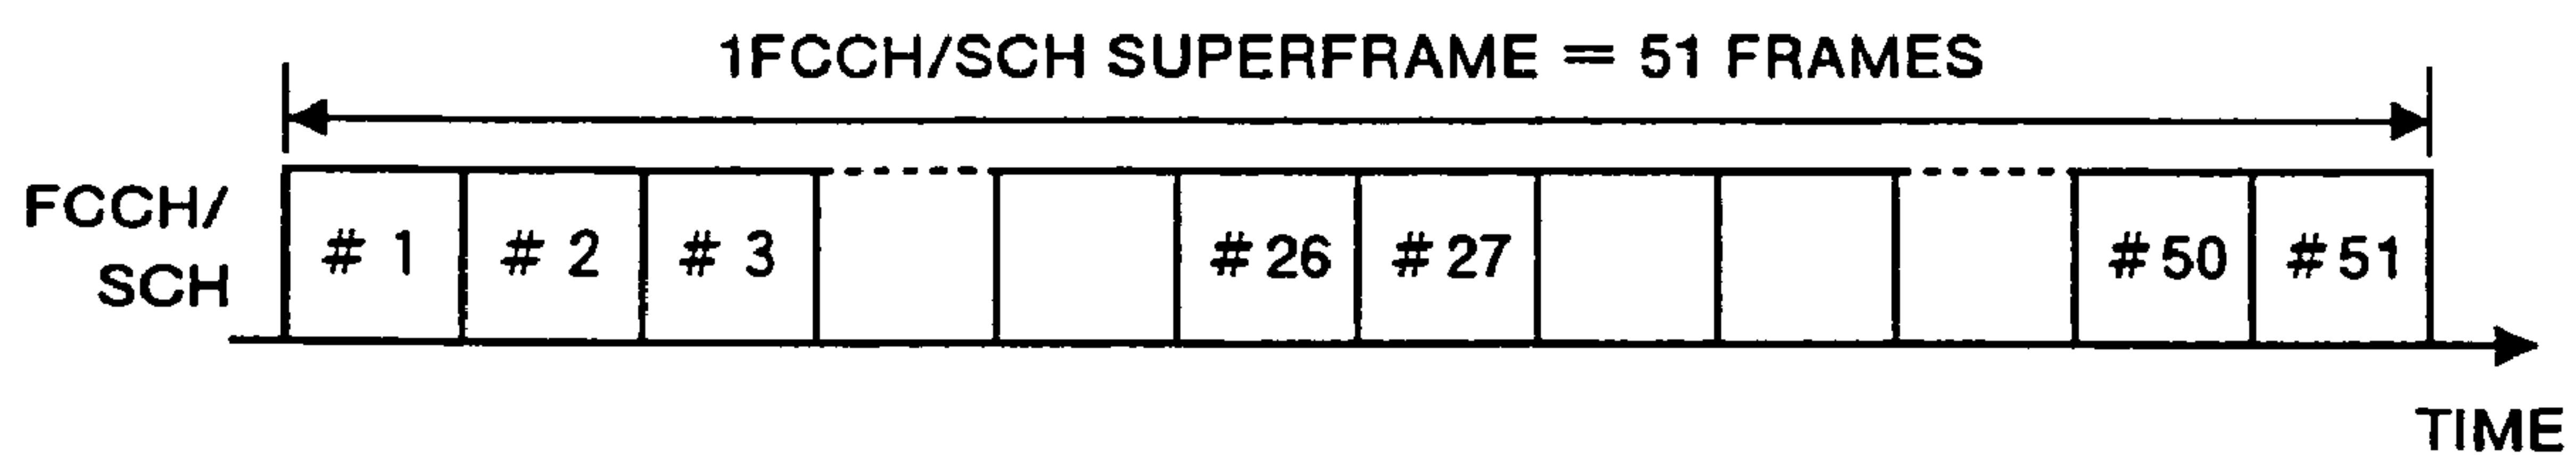 1FCCH/SCH SUPERFRAME = 51 FRAMES
FCCH/
SCH
# 1 # 2 # 3 # 26 # 27 # 50 # 51
TIME